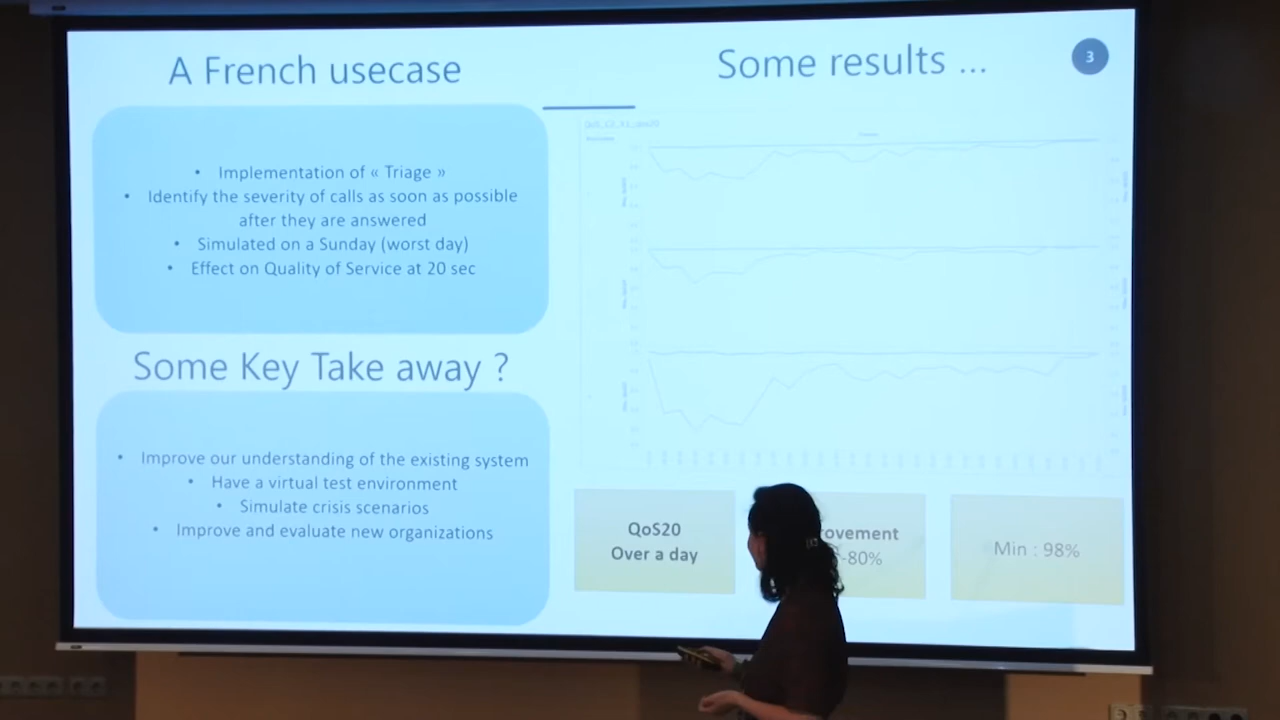 A French usecase
Some results ...
3
• Implementation of « Triage »
• Identify the severity of calls as soon as possible
after they are answered
• Simulated on a Sunday (worst day)
• Effect on Quality of Service at 20 sec
Some Key Take away ?
• Improve our understanding of the existing system
• Have a virtual test environment
• Simulate crisis scenarios
• Improve and evaluate new organizations
QoS20
Over a day
-80%
Min : 98%